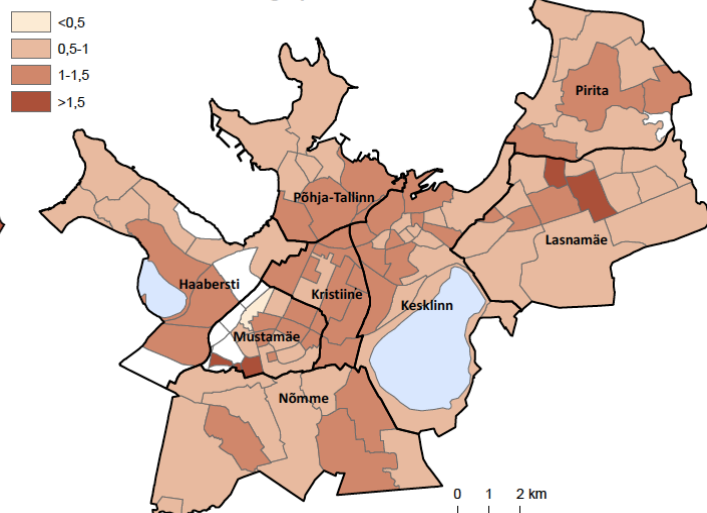 <0,5
0,5-1
1-1,5
>1,5
Pirita
Põhja-Tallinn
Lasnamäe
Haabersti
Kristiine
Kesklinn
Mustamäe
Nõmme
0 1 2 km